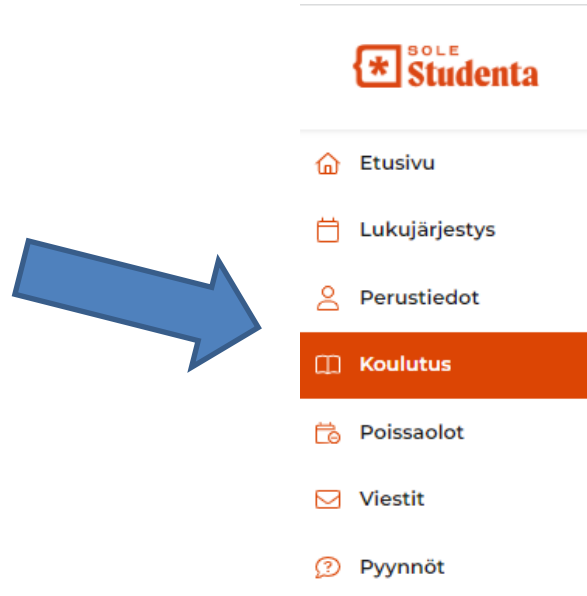 SOLE
Studenta
Etusivu
Lukujärjestys
Perustiedot
Koulutus
Poissaolot
Viestit
Pyynnöt